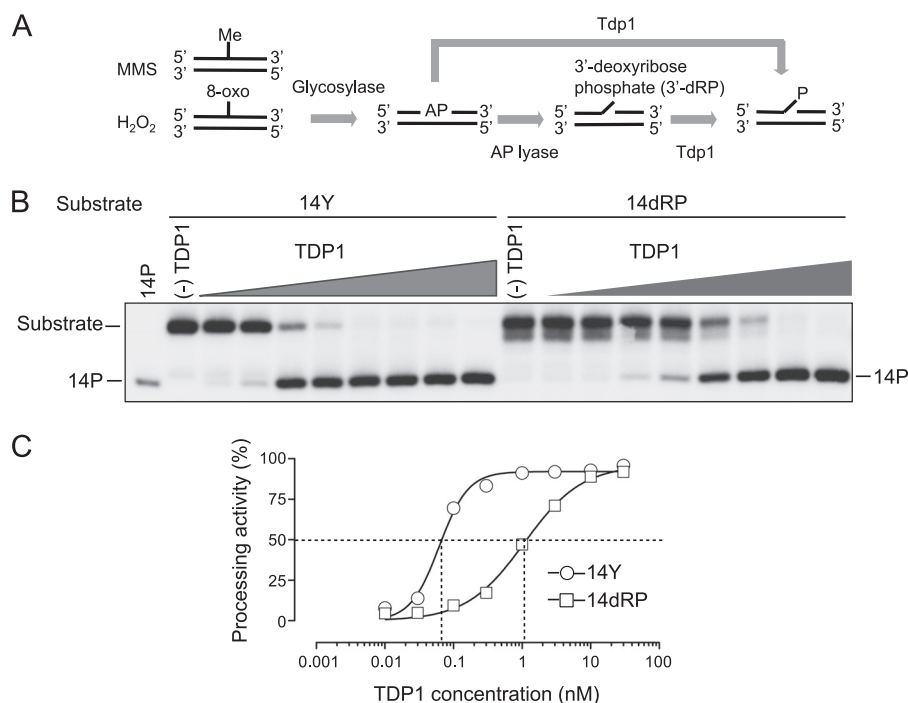 A
Tdp1
Me
5' 3'
MMS
3' 5'
8-oxo
5' 3'
H₂O₂
3' 5'
Glycosylase
5' AP 3'
3' 5'
AP lyase
3'-deoxyribose
phosphate (3'-dRP)
5' 3'
3' 5'
Tdp1
P
5' 3'
3' 5'
B
Substrate 14Y 14dRP
14P
(-) TDP1
TDP1
(-) TDP1
TDP1
Substrate
14P
14P
C
Processing activity (%)
100
75
50
25
0
14Y
14dRP
0.001 0.01 0.1 1 10 100
TDP1 concentration (nM)